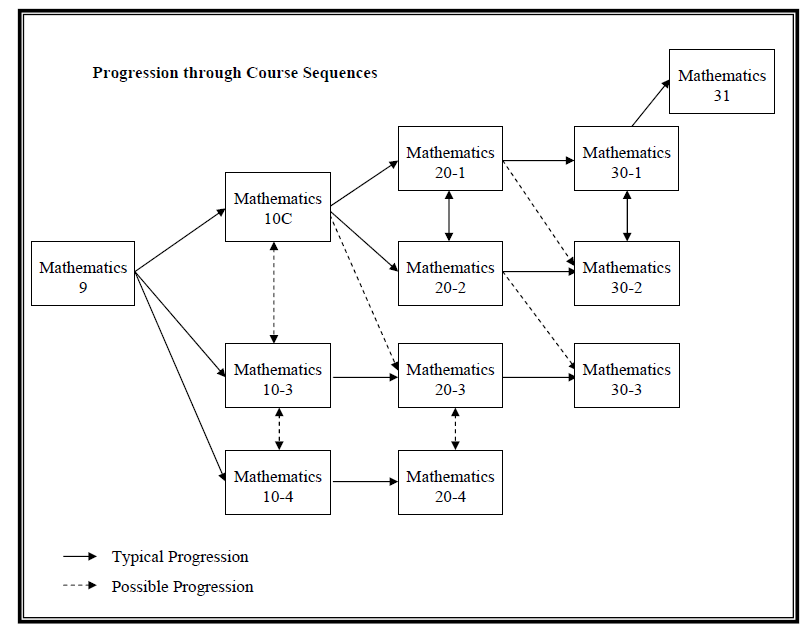 Progression through Course Sequences
Mathematics
31
Mathematics
20-1
Mathematics
30-1
Mathematics
10C
Mathematics
9
Mathematics
20-2
Mathematics
30-2
Mathematics
10-3
Mathematics
20-3
Mathematics
30-3
Mathematics
10-4
Mathematics
20-4
Typical Progression
Possible Progression